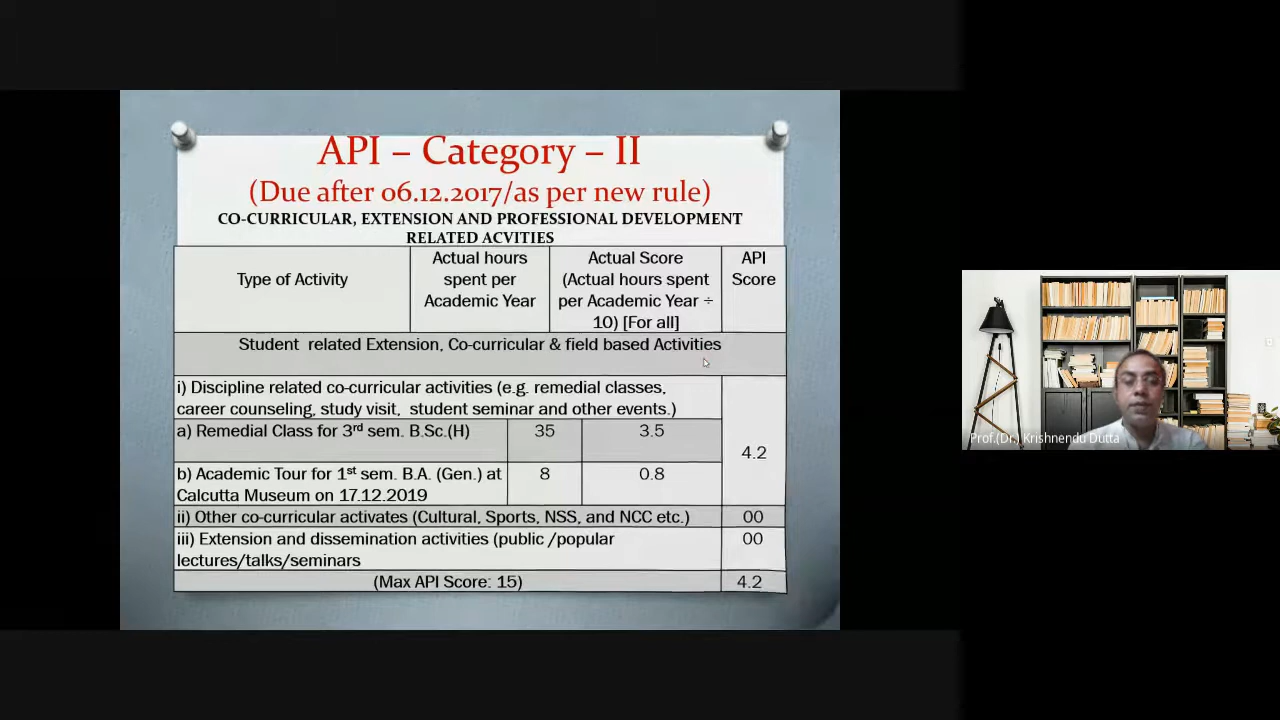 API – Category – II
(Due after 06.12.2017/as per new rule)
CO-CURRICULAR, EXTENSION AND PROFESSIONAL DEVELOPMENT
RELATED ACVITIES
Type of Activity
Actual hours
spent per
Academic Year
Actual Score
(Actual hours spent
per Academic Year ÷
10) [For all]
API
Score
Student related Extension, Co-curricular & field based Activities
i) Discipline related co-curricular activities (e.g. remedial classes,
career counseling, study visit, student seminar and other events.)
a) Remedial Class for 3rd sem. B.Sc.(H)
35
3.5
4.2
b) Academic Tour for 1st sem. B.A. (Gen.) at
Calcutta Museum on 17.12.2019
8
0.8
ii) Other co-curricular activates (Cultural, Sports, NSS, and NCC etc.)
00
iii) Extension and dissemination activities (public /popular
lectures/talks/seminars
00
(Max API Score: 15)
4.2
Prof.(Dr.) Krishnendu Dutta